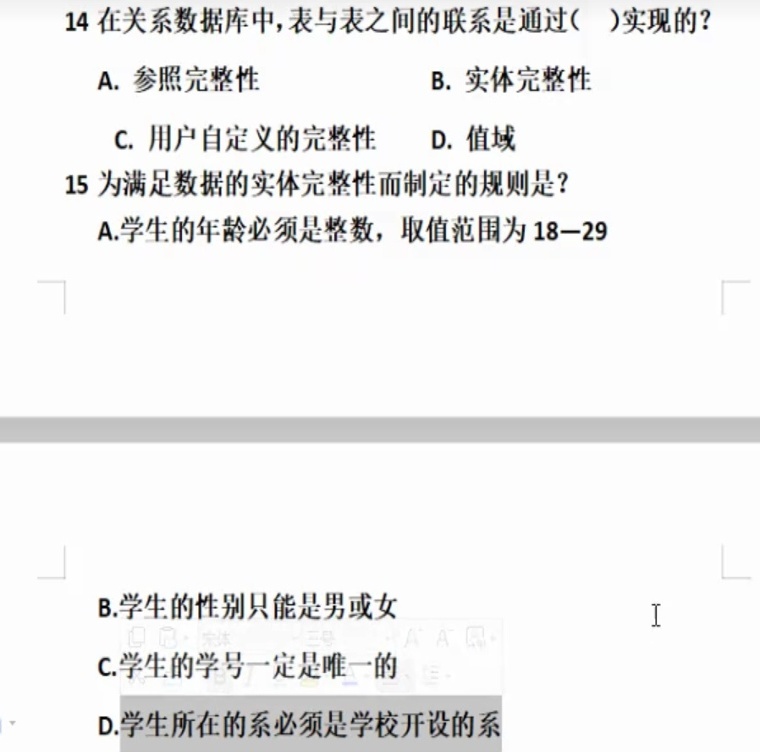 14 在关系数据库中,表与表之间的联系是通过(   )实现的?
A. 参照完整性 B. 实体完整性
C. 用户自定义的完整性 D. 值域
15 为满足数据的实体完整性而制定的规则是?
A.学生的年龄必须是整数，取值范围为 18—29
B.学生的性别只能是男或女
C.学生的学号一定是唯一的
D.学生所在的系必须是学校开设的系